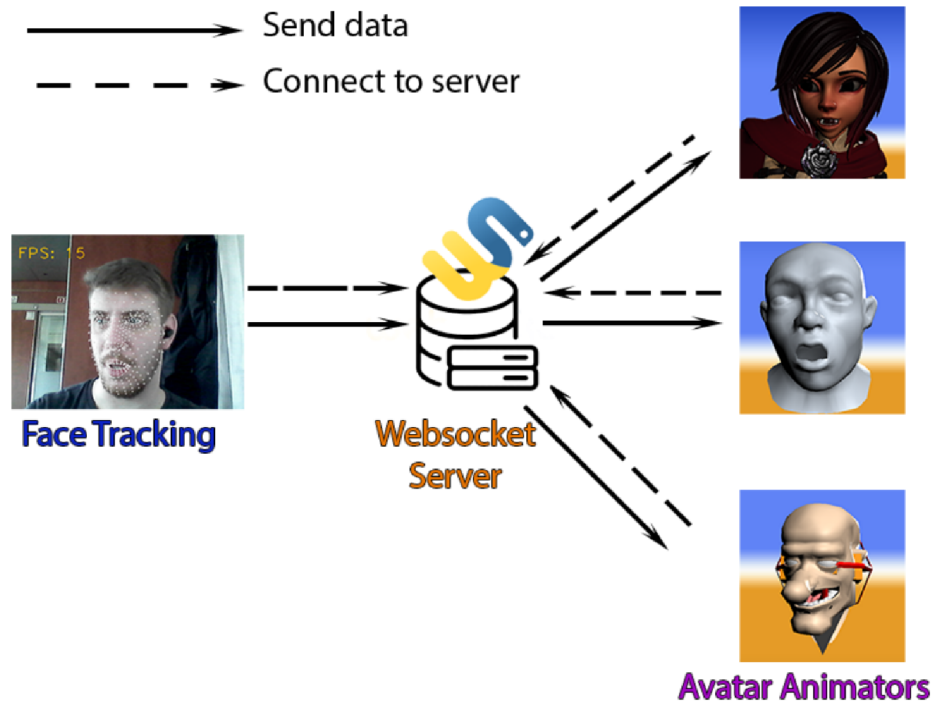 Send data
Connect to server
FPS: 15
Face Tracking
Websocket
Server
Avatar Animators